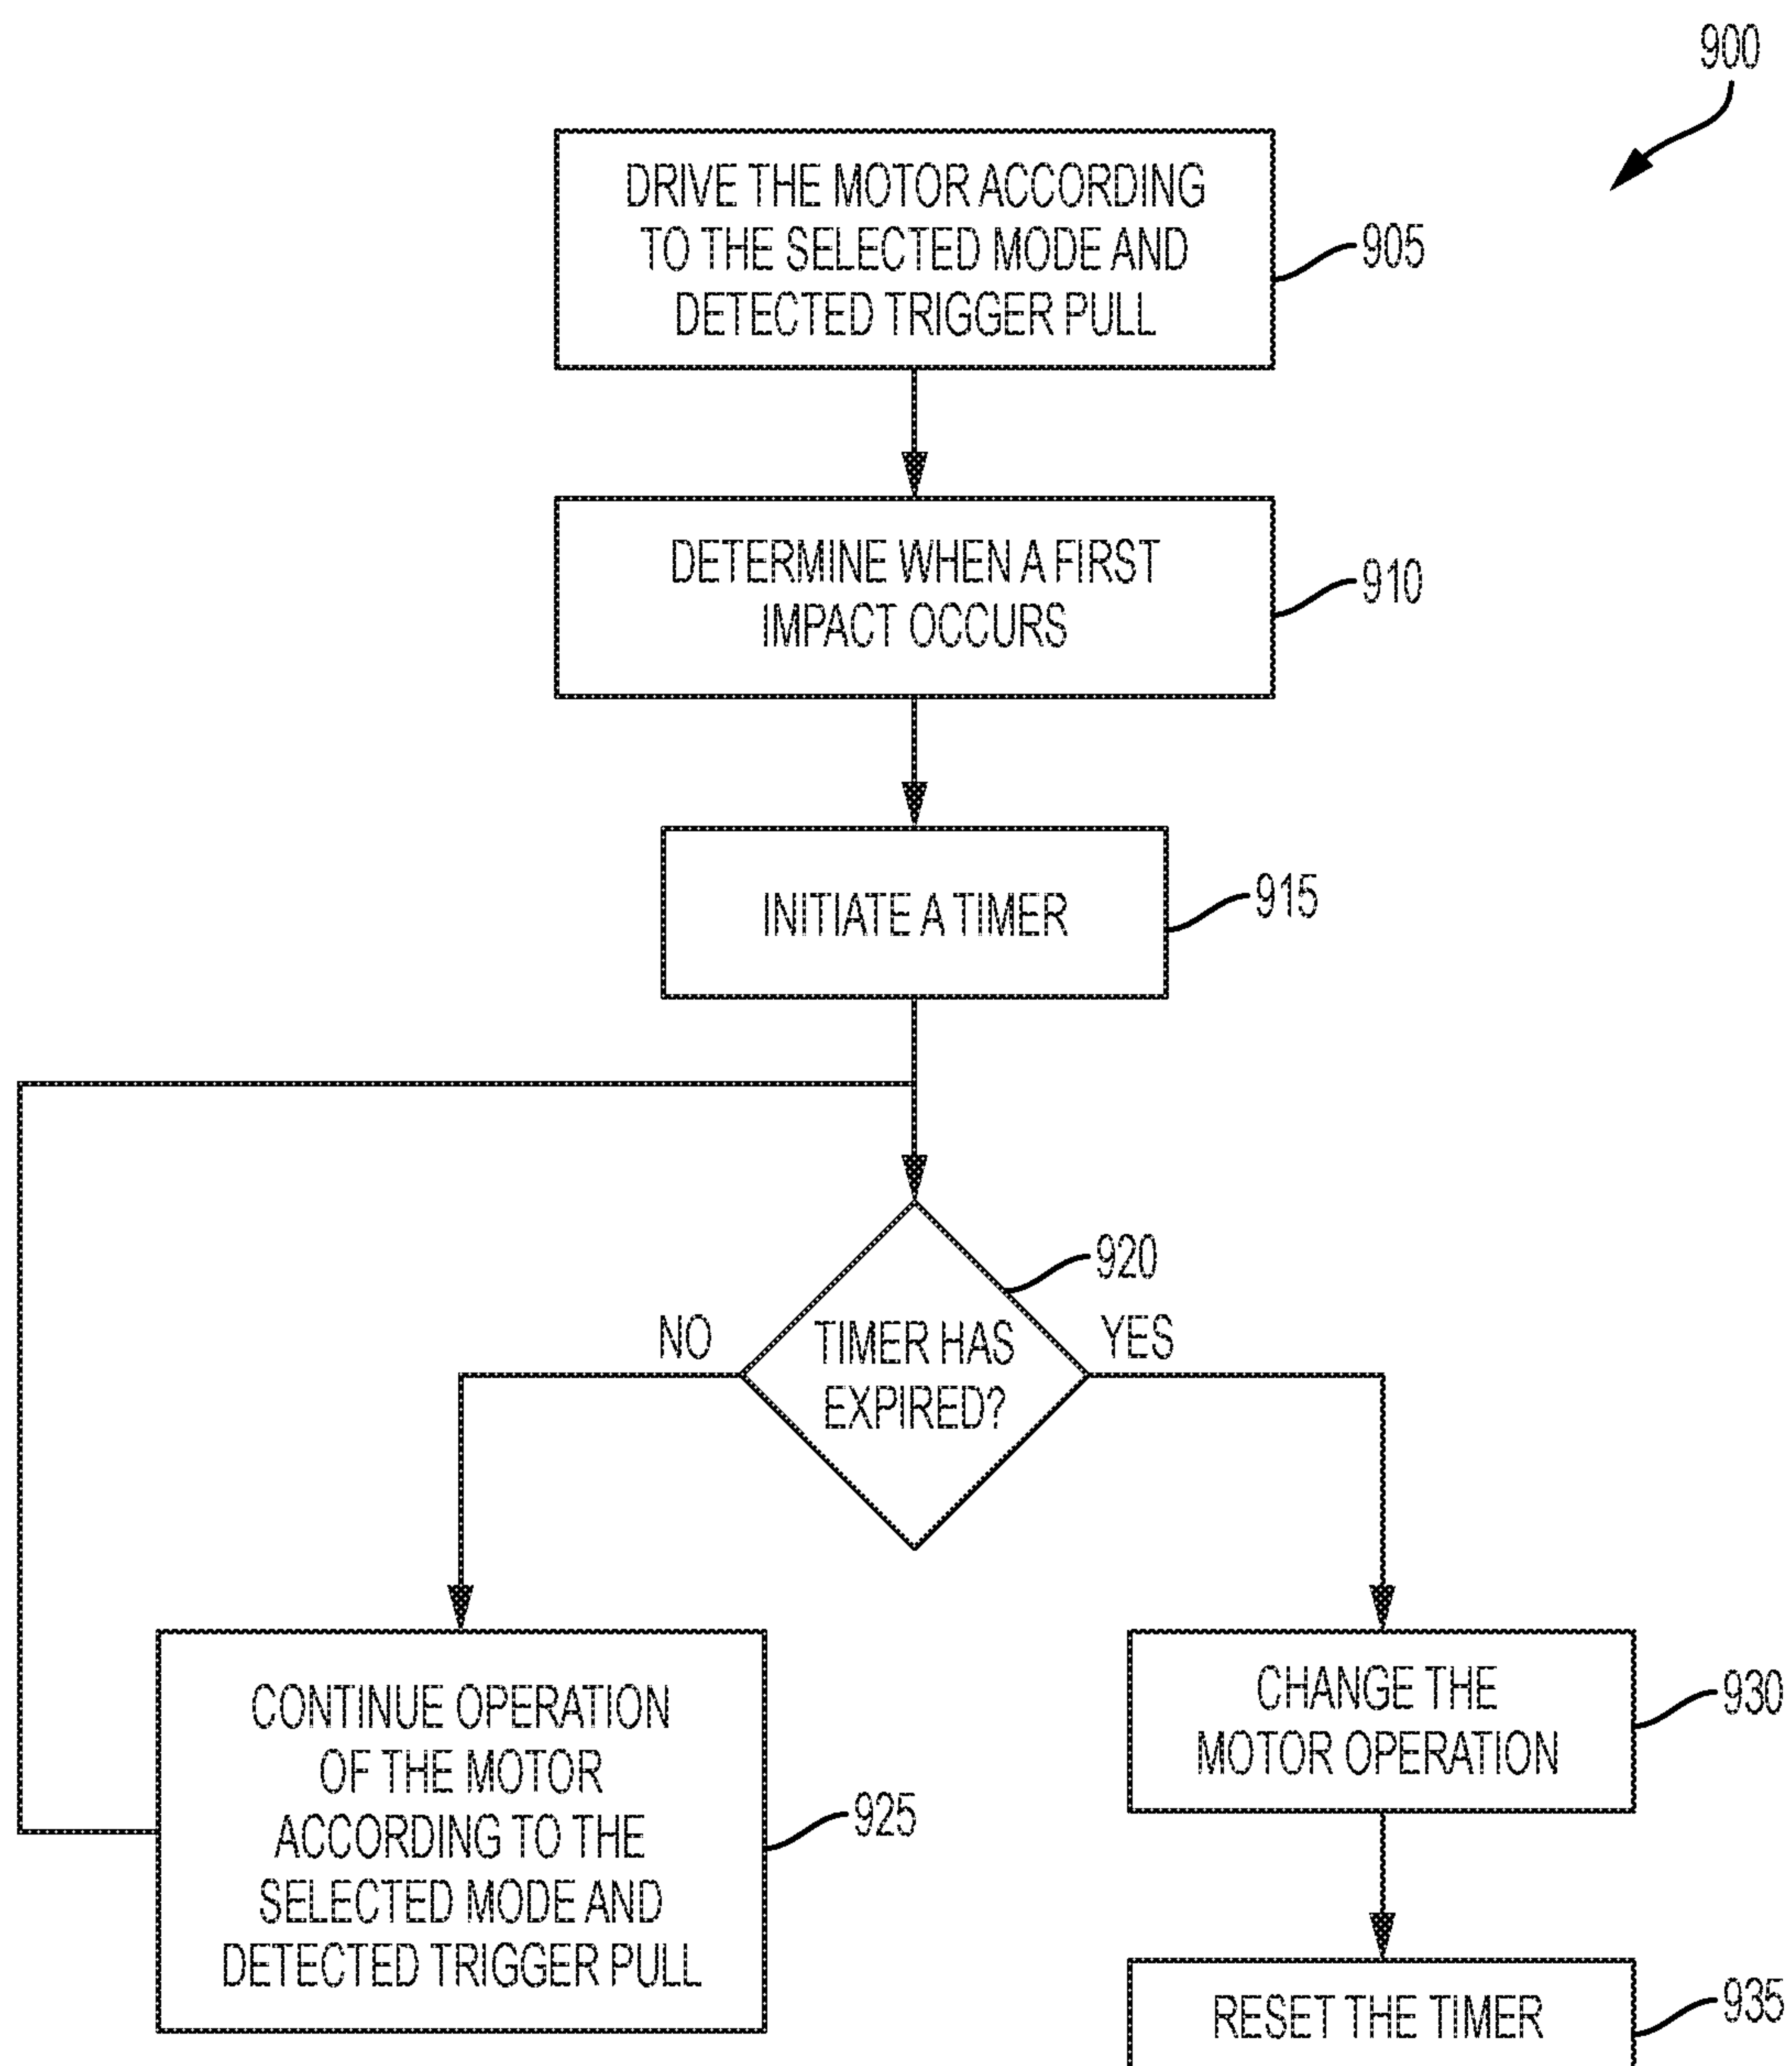 900
DRIVE THE MOTOR ACCORDING
TO THE SELECTED MODE AND
DETECTED TRIGGER PULL
905
DETERMINE WHEN A FIRST
IMPACT OCCURS
910
INITIATE A TIMER
915
920
NO
TIMER HAS
EXPIRED?
YES
CONTINUE OPERATION
OF THE MOTOR
ACCORDING TO THE
SELECTED MODE AND
DETECTED TRIGGER PULL
925
CHANGE THE
MOTOR OPERATION
930
RESET THE TIMER
935